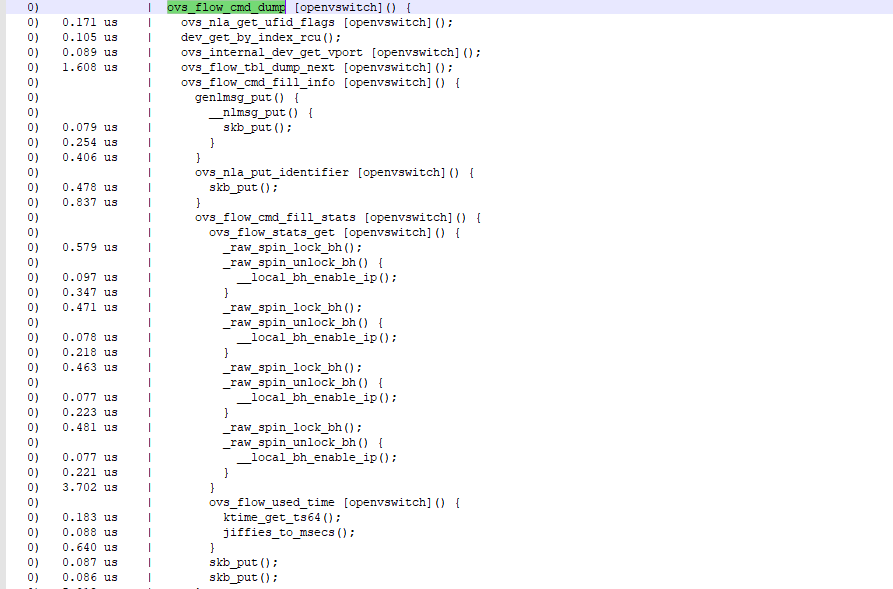 0)               |  ovs_flow_cmd_dump [openvswitch]() {
0)   0.171 us    |    ovs_nla_get_ufid_flags [openvswitch]();
0)   0.105 us    |    dev_get_by_index_rcu();
0)   0.089 us    |    ovs_internal_dev_get_vport [openvswitch]();
0)   1.608 us    |    ovs_flow_tbl_dump_next [openvswitch]();
0)               |    ovs_flow_cmd_fill_info [openvswitch]() {
0)               |      genlmsg_put() {
0)               |        __nlmsg_put() {
0)   0.079 us    |          skb_put();
0)   0.254 us    |        }
0)   0.406 us    |      }
0)               |      ovs_nla_put_identifier [openvswitch]() {
0)   0.478 us    |        skb_put();
0)   0.837 us    |      }
0)               |      ovs_flow_cmd_fill_stats [openvswitch]() {
0)               |        ovs_flow_stats_get [openvswitch]() {
0)   0.579 us    |          _raw_spin_lock_bh();
0)               |          _raw_spin_unlock_bh() {
0)   0.097 us    |            __local_bh_enable_ip();
0)   0.347 us    |          }
0)   0.471 us    |          _raw_spin_lock_bh();
0)               |          _raw_spin_unlock_bh() {
0)   0.078 us    |            __local_bh_enable_ip();
0)   0.218 us    |          }
0)   0.463 us    |          _raw_spin_lock_bh();
0)               |          _raw_spin_unlock_bh() {
0)   0.077 us    |            __local_bh_enable_ip();
0)   0.223 us    |          }
0)   0.481 us    |          _raw_spin_lock_bh();
0)               |          _raw_spin_unlock_bh() {
0)   0.077 us    |            __local_bh_enable_ip();
0)   0.221 us    |          }
0)   3.702 us    |        }
0)               |        ovs_flow_used_time [openvswitch]() {
0)   0.183 us    |          ktime_get_ts64();
0)   0.088 us    |          jiffies_to_msecs();
0)   0.640 us    |        }
0)   0.087 us    |        skb_put();
0)   0.086 us    |        skb_put();